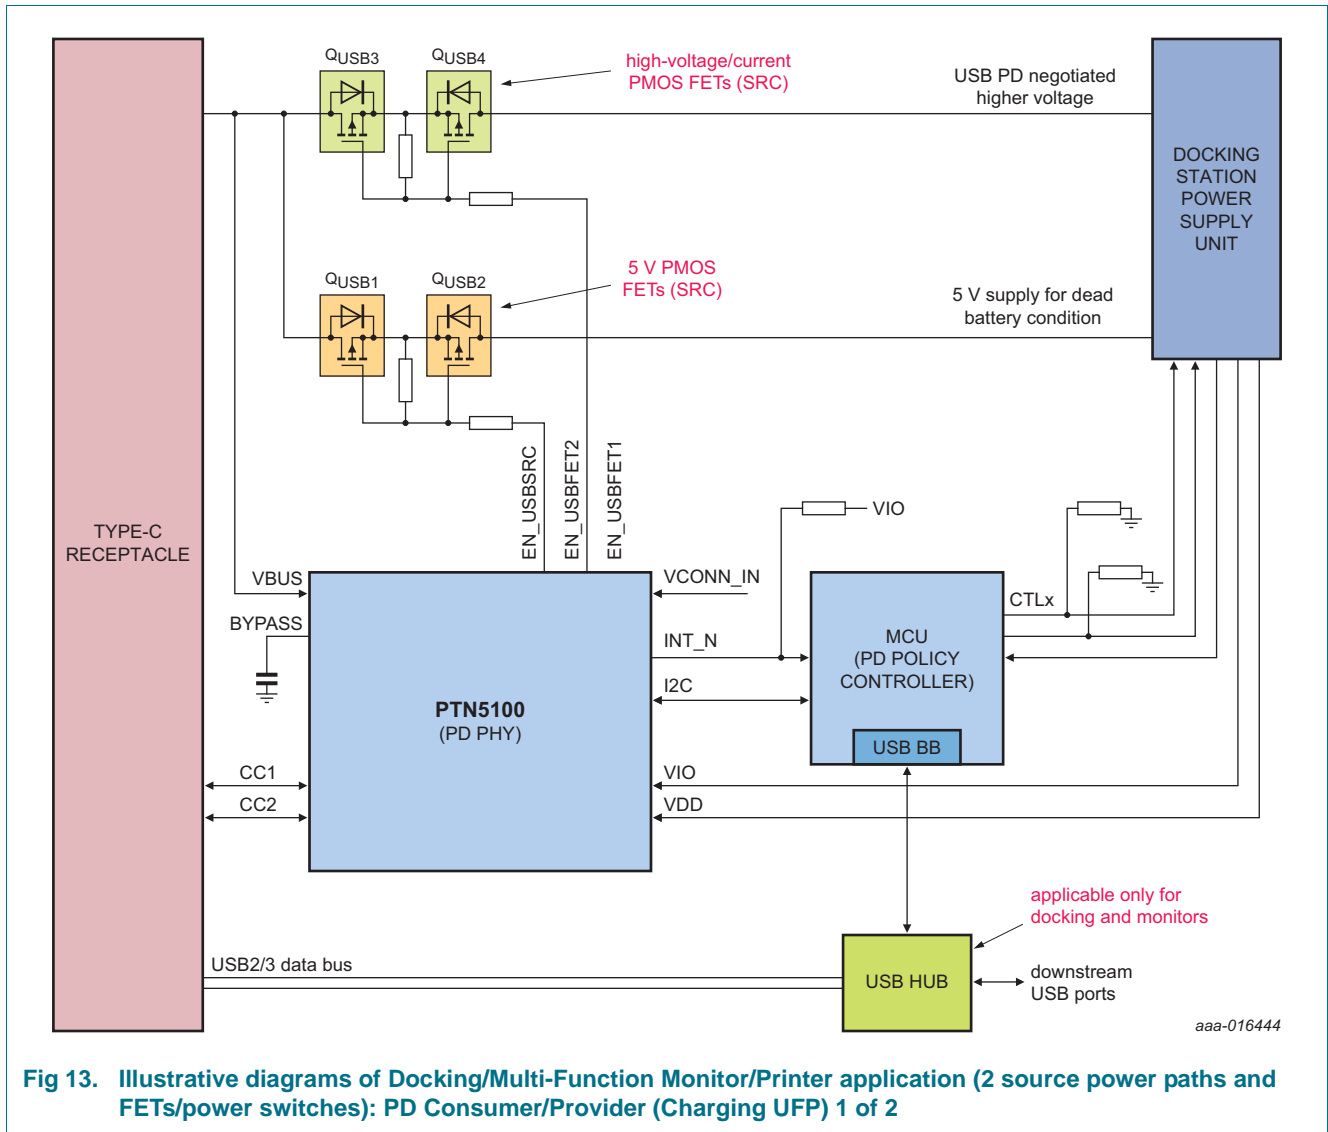 QUSB3
QUSB4
high-voltage/current
PMOS FETs (SRC)
USB PD negotiated
higher voltage
DOCKING
STATION
POWER
SUPPLY
UNIT
QUSB1
QUSB2
5 V PMOS
FETs (SRC)
5 V supply for dead
battery condition
TYPE-C
RECEPTACLE
EN_USBSRC
EN_USBFET2
EN_USBFET1
VIO
VBUS
BYPASS
VCONN_IN
INT_N
I2C
PTN5100
(PD PHY)
CTLx
MCU
(PD POLICY
CONTROLLER)
USB BB
CC1
CC2
VIO
VDD
applicable only for
docking and monitors
USB2/3 data bus
USB HUB
downstream
USB ports
aaa-016444
Fig 13. Illustrative diagrams of Docking/Multi-Function Monitor/Printer application (2 source power paths and
FETs/power switches): PD Consumer/Provider (Charging UFP) 1 of 2